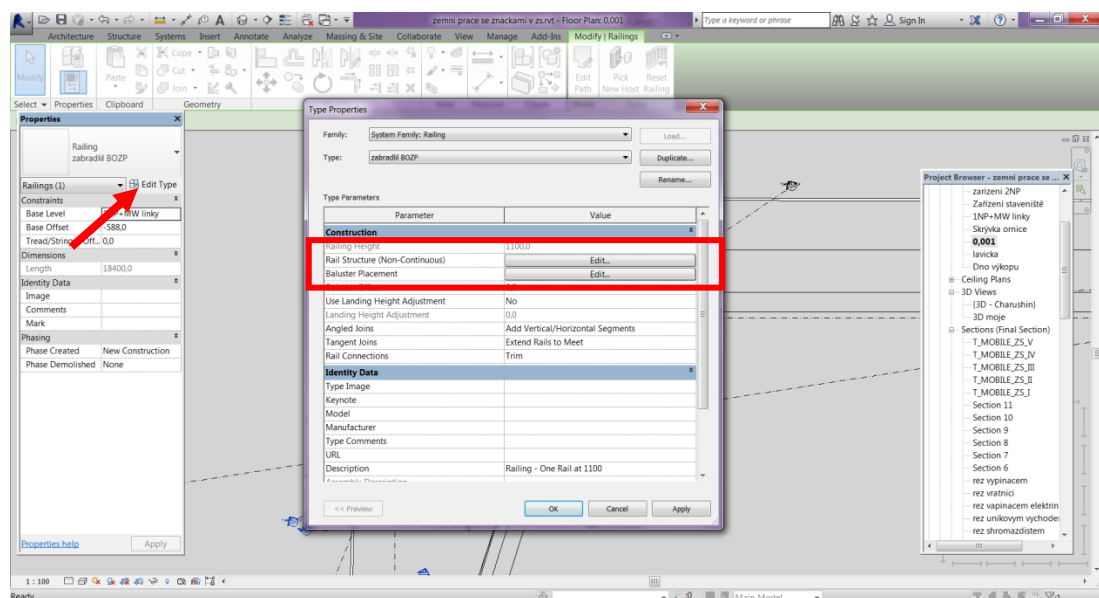 zemni prace se znackami v zs.rvt - Floor Plan: 0,001
Type a keyword or phrase
Sign In
Architecture Structure Systems Insert Annotate Analyze Massing & Site Collaborate View Manage Add-Ins Modify | Railings
Modify
Paste
Cope
Cut
Join
Edit Path
Pick New Host
Reset Railing
Select Properties Clipboard Geometry View Measure Create Mode Tools
Properties
Railing
zabradlil BOZP
Railings (1) Edit Type
Constraints
Base Level 1NP+MW linky
Base Offset -588,0
Tread/String Off... 0,0
Dimensions
Length 18400,0
Identity Data
Image
Comments
Mark
Phasing
Phase Created New Construction
Phase Demolished None
Properties help Apply
Type Properties
Family: System Family: Railing Load...
Type: zabradlil BOZP Duplicate...
Rename...
Type Parameters
Parameter Value
Construction
Railing Height 1100,0
Rail Structure (Non-Continuous) Edit...
Baluster Placement Edit...
Use Landing Height Adjustment No
Landing Height Adjustment 0,0
Angled Joins Add Vertical/Horizontal Segments
Tangent Joins Extend Rails to Meet
Rail Connections Trim
Identity Data
Type Image
Keynote
Model
Manufacturer
Type Comments
URL
Description Railing - One Rail at 1100
<< Preview OK Cancel Apply
Project Browser - zemni prace se ...
zarizeni 2NP
Zařízení staveniště
1NP+MW linky
Skrývka ornice
0,001
lavicka
Dno výkopu
Ceiling Plans
3D Views
(3D - Charushin)
3D moje
Sections (Final Section)
T_MOBILE_ZS_V
T_MOBILE_ZS_IV
T_MOBILE_ZS_III
T_MOBILE_ZS_II
T_MOBILE_ZS_I
Section 11
Section 10
Section 9
Section 8
Section 7
Section 6
rez vypinacem
rez vratnici
rez vapinacem elektrin
rez unikovym vychode
rez shromazdistem
1 : 100
Ready
Main Model